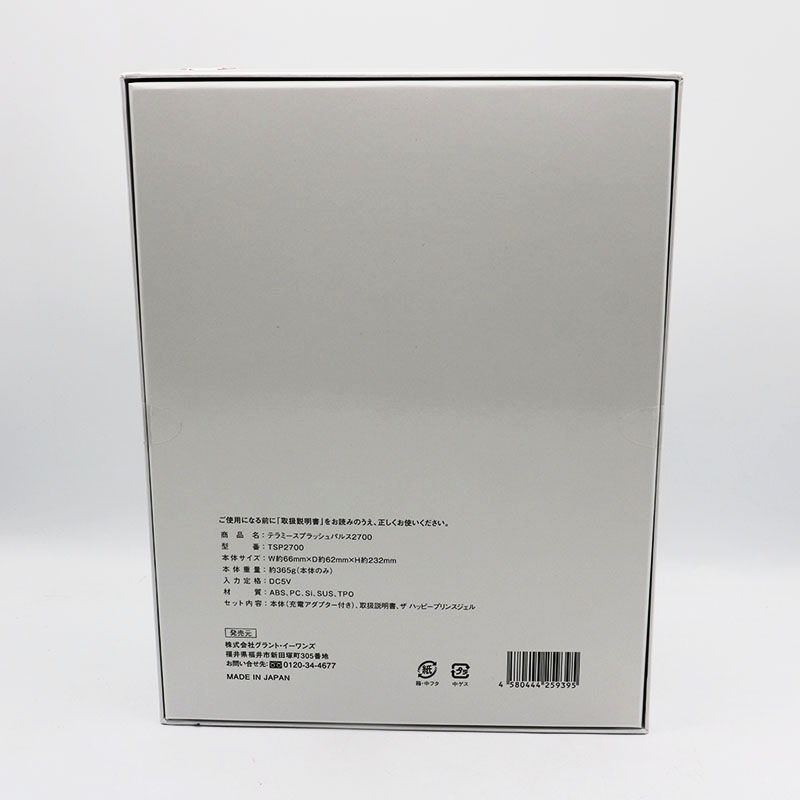 ご使用になる前に「取扱説明書」をお読みのうえ、正しくお使いください。
商品名：テラミースプラッシュパルス2700
型番：TSP2700
本体サイズ：W約66mm×D約62mm×H約232mm
本体重量：約365g（本体のみ）
入力定格：DC5V
材質：ABS、PC、Si、SUS、TPO
セット内容：本体（充電アダプター付き）、取扱説明書、ザ ハッピープリンスジェル
発売元
株式会社グラント・イーワンズ
福井県福井市新田塚町305番地
お問い合せ先：0120-34-4677
MADE IN JAPAN
紙
箱・中フタ
プラ
中ゲス
4 580444 259395